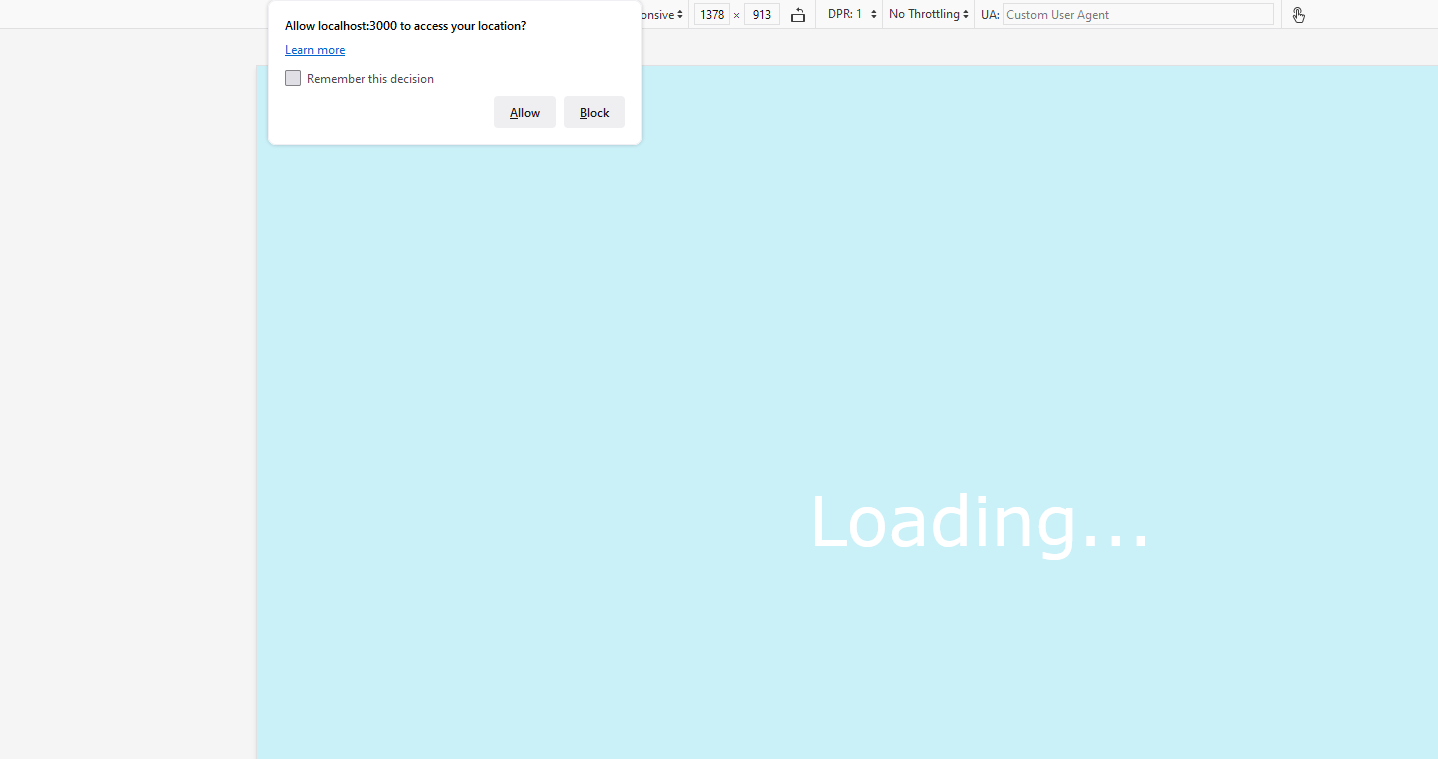 Allow localhost:3000 to access your location?
Learn more
Remember this decision
Allow Block
onsive 1378 × 913 DPR: 1 No Throttling UA: Custom User Agent
Loading...